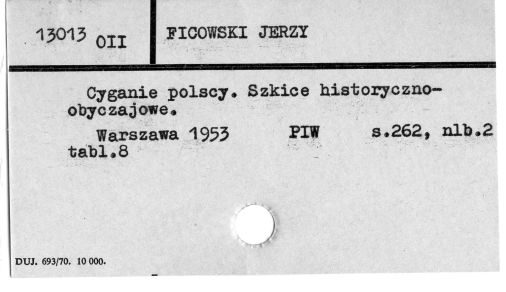 13013 OII
FICOWSKI JERZY
Cyganie polscy. Szkice historyczno-
obyczajowe.
Warszawa 1953 PIW s.262, nlb.2
tabl.8
DUJ. 693/70. 10 000.